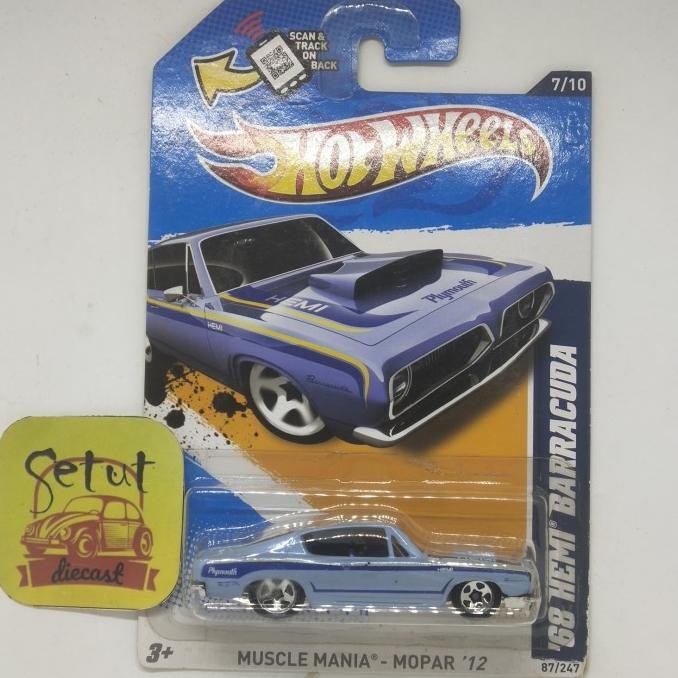 SCAN &
TRACK
ON
BACK
7/10
HOT WHEELS
HEMI
Plymouth
HEMI
Barracuda
'68 HEMI® BARRACUDA
Setut
diecast
Plymouth
HEMI
3+
MUSCLE MANIA® - MOPAR '12
87/247